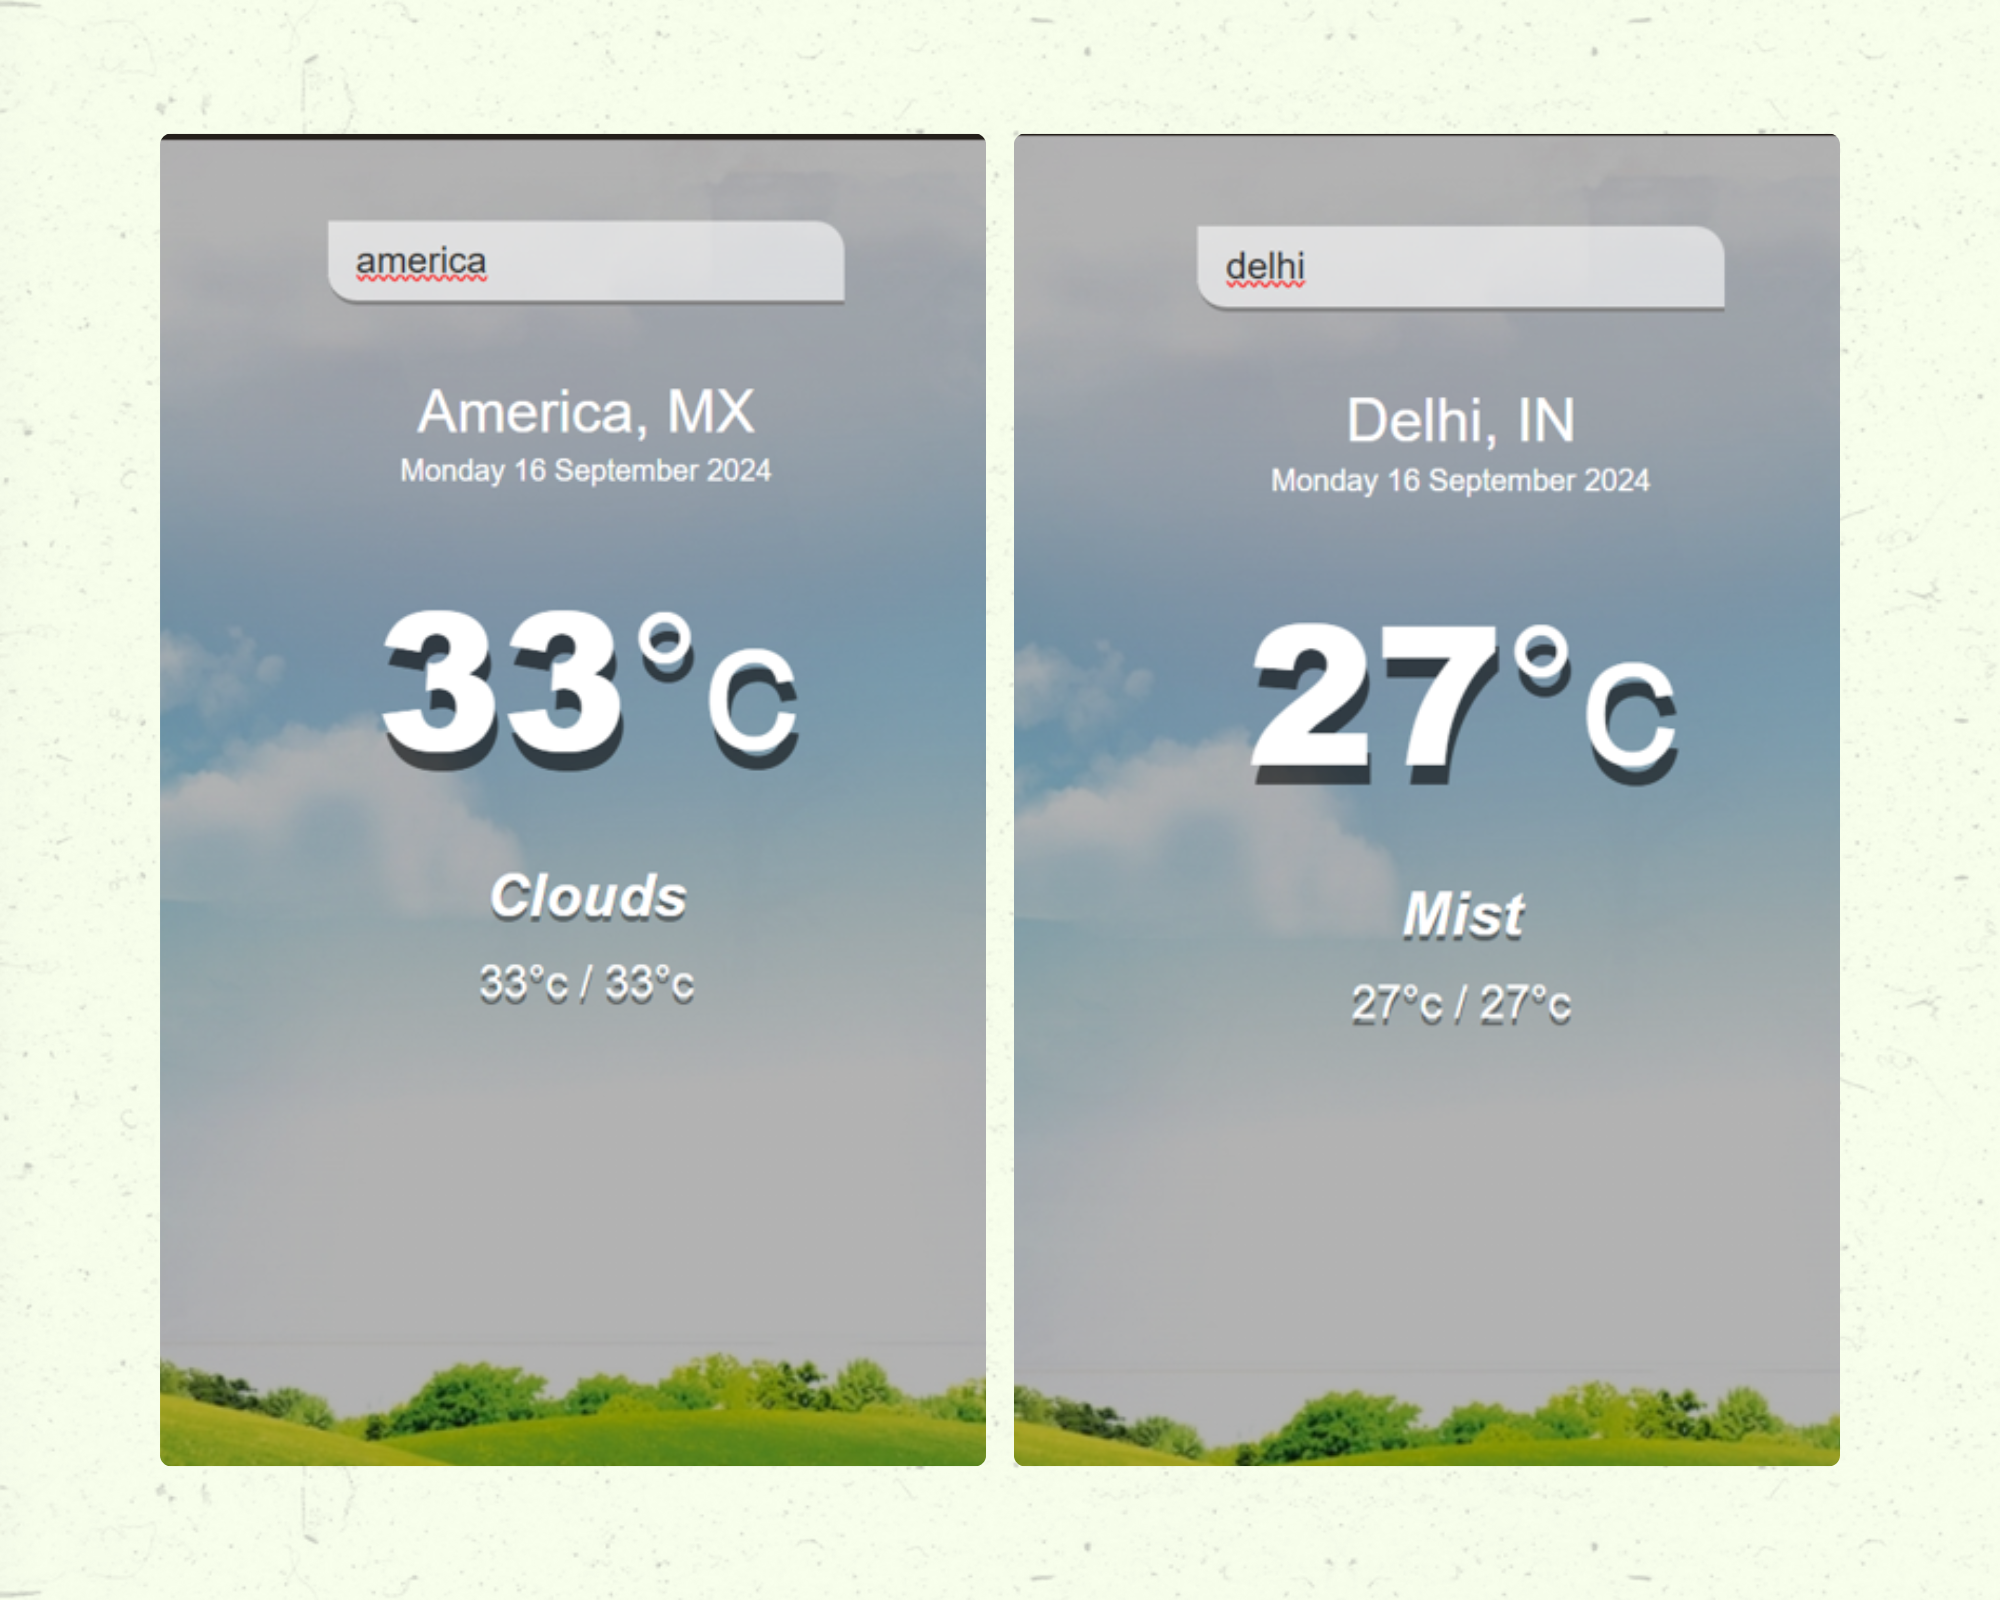 america
America, MX
Monday 16 September 2024
33°c
Clouds
33°c / 33°c
delhi
Delhi, IN
Monday 16 September 2024
27°c
Mist
27°c / 27°c